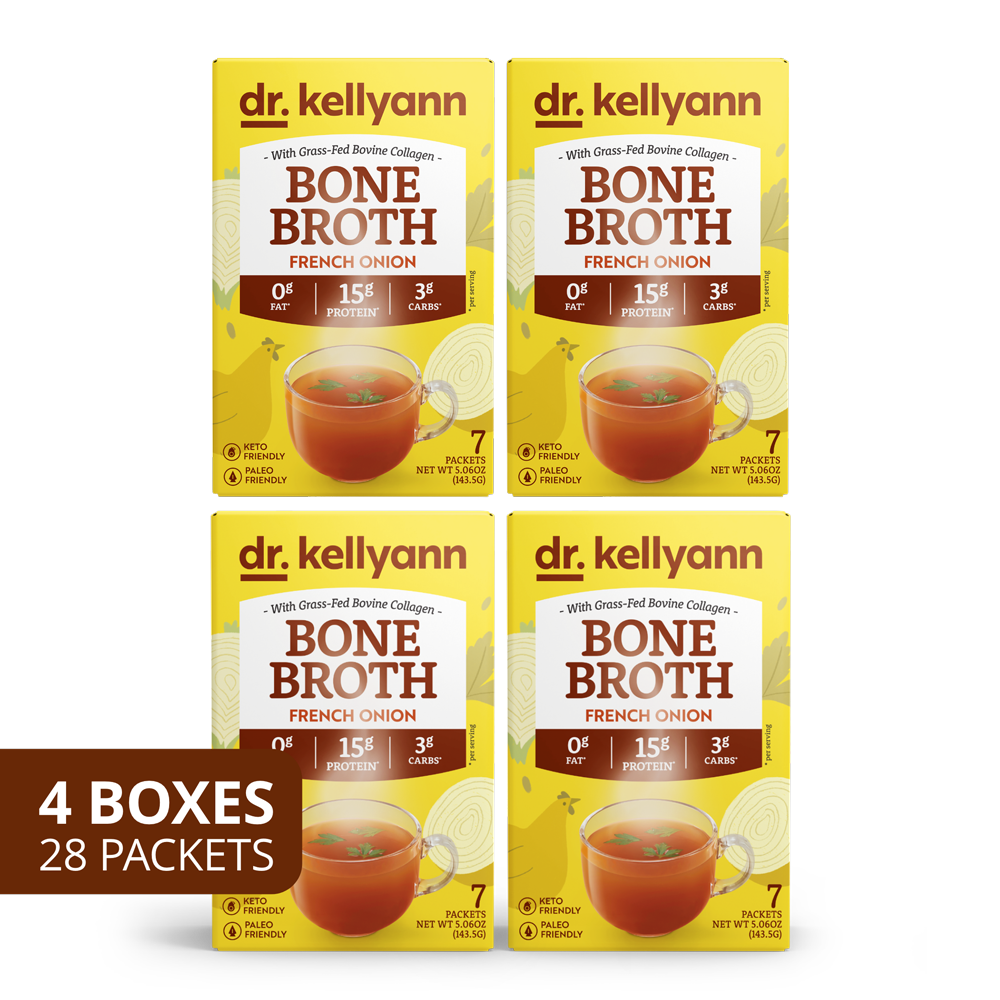 dr. kellyann
- With Grass-Fed Bovine Collagen -
BONE
BROTH
FRENCH ONION
0g
FAT*
15g
PROTEIN*
3g
CARBS*
* per serving
KETO
FRIENDLY
PALEO
FRIENDLY
7
PACKETS
NET WT 5.06OZ
(143.5G)
dr. kellyann
- With Grass-Fed Bovine Collagen -
BONE
BROTH
FRENCH ONION
0g
FAT*
15g
PROTEIN*
3g
CARBS*
* per serving
KETO
FRIENDLY
PALEO
FRIENDLY
7
PACKETS
NET WT 5.06OZ
(143.5G)
dr. kellyann
- With Grass-Fed Bovine Collagen -
BONE
BROTH
FRENCH ONION
0g
15g
PROTEIN*
3g
CARBS*
* per serving
4 BOXES
28 PACKETS
KETO
FRIENDLY
PALEO
FRIENDLY
7
PACKETS
NET WT 5.06OZ
(143.5G)
dr. kellyann
- With Grass-Fed Bovine Collagen -
BONE
BROTH
FRENCH ONION
0g
FAT*
15g
PROTEIN*
3g
CARBS*
* per serving
KETO
FRIENDLY
PALEO
FRIENDLY
7
PACKETS
NET WT 5.06OZ
(143.5G)